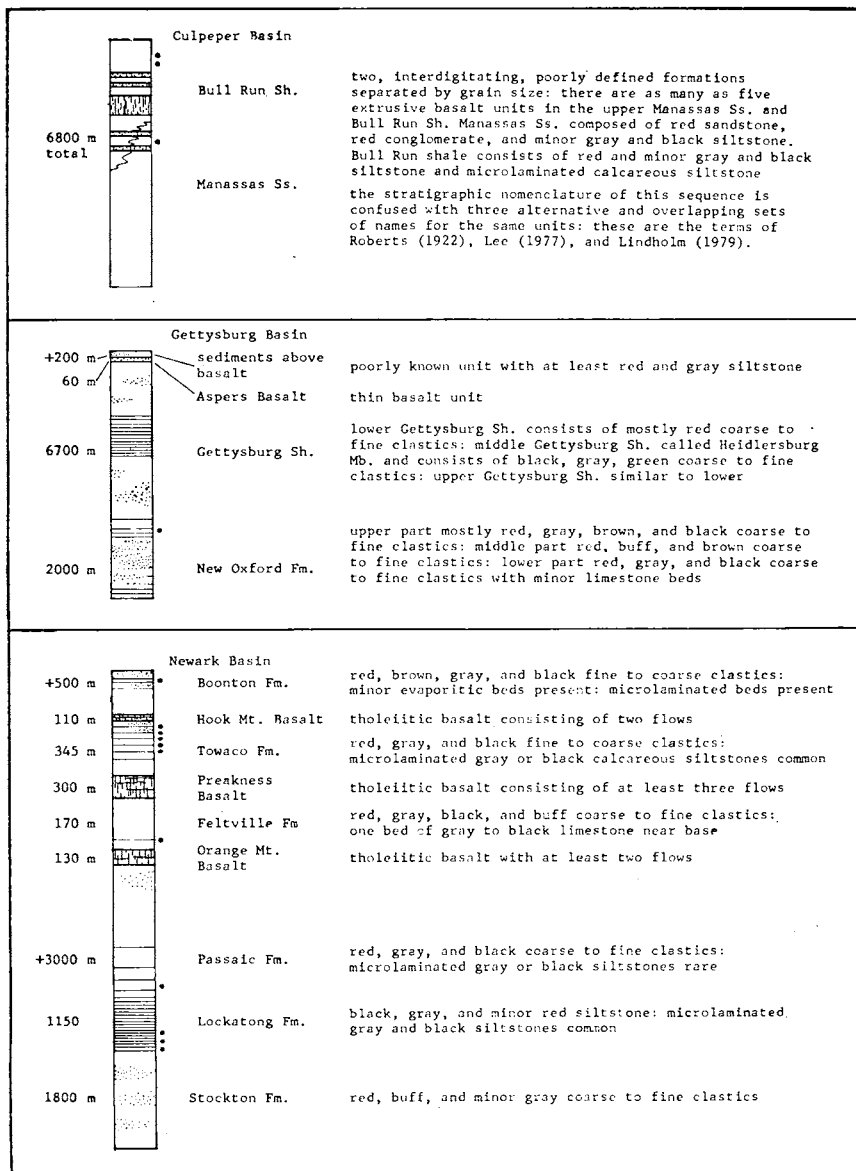 Culpeper Basin
Bull Run Sh.
two, interdigitating, poorly defined formations
separated by grain size: there are as many as five
extrusive basalt units in the upper Manassas Ss. and
Bull Run Sh. Manassas Ss. composed of red sandstone,
red conglomerate, and minor gray and black siltstone.
Bull Run shale consists of red and minor gray and black
siltstone and microlaminated calcareous siltstone
6800 m
total
Manassas Ss.
the stratigraphic nomenclature of this sequence is
confused with three alternative and overlapping sets
of names for the same units: these are the terms of
Roberts (1922), Lee (1977), and Lindholm (1979).
Gettysburg Basin
+200 m
sediments above
basalt
poorly known unit with at least red and gray siltstone
60 m
Aspers Basalt
thin basalt unit
6700 m
Gettysburg Sh.
lower Gettysburg Sh. consists of mostly red coarse to
fine clastics: middle Gettysburg Sh. called Heidlersburg
Mb. and consists of black, gray, green coarse to fine
clastics: upper Gettysburg Sh. similar to lower
2000 m
New Oxford Fm.
upper part mostly red, gray, brown, and black coarse to
fine clastics: middle part red, buff, and brown coarse
to fine clastics: lower part red, gray, and black coarse
to fine clastics with minor limestone beds
Newark Basin
+500 m
Boonton Fm.
red, brown, gray, and black fine to coarse clastics:
minor evaporitic beds present: microlaminated beds present
110 m
Hook Mt. Basalt
tholeiitic basalt consisting of two flows
345 m
Towaco Fm.
red, gray, and black fine to coarse clastics:
microlaminated gray or black calcareous siltstones common
300 m
Preakness
Basalt
tholeiitic basalt consisting of at least three flows
170 m
Feltville Fm
red, gray, black, and buff coarse to fine clastics:
one bed of gray to black limestone near base
130 m
Orange Mt.
Basalt
tholeiitic basalt with at least two flows
+3000 m
Passaic Fm.
red, gray, and black coarse to fine clastics:
microlaminated gray or black siltstones rare
1150
Lockatong Fm.
black, gray, and minor red siltstone: microlaminated
gray and black siltstones common
1800 m
Stockton Fm.
red, buff, and minor gray coarse to fine clastics